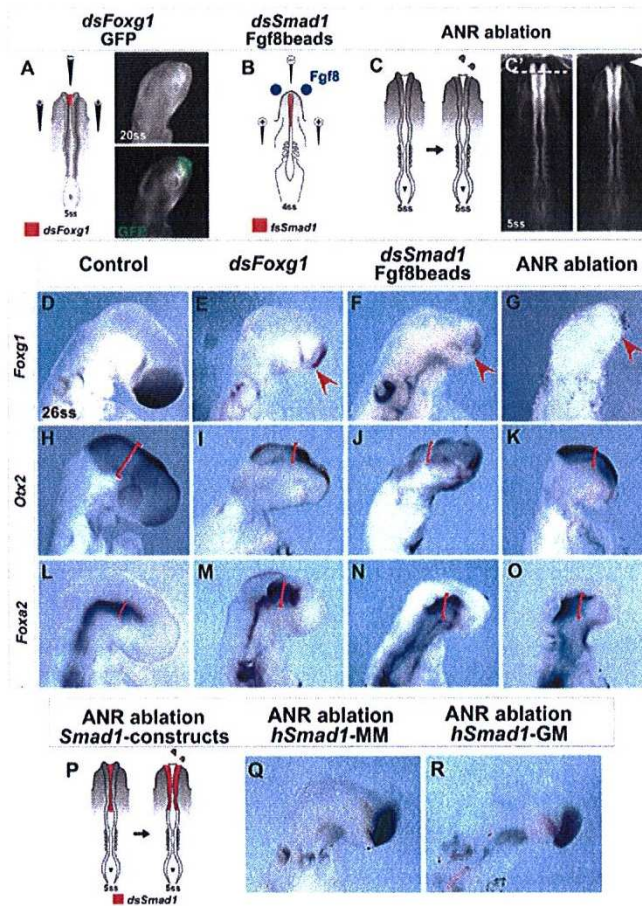 dsFoxg1 dsSmad1 ANR ablation
GFP Fgf8beads
A B Fgf8 C C'
20ss
5ss 4ss 5ss 5ss 5ss
dsFoxg1 GFP fsSmad1
Control dsFoxg1 dsSmad1 ANR ablation
Fgf8beads
Foxg1 D E F G
26ss
Otx2 H I J K
Foxa2 L M N O
ANR ablation ANR ablation ANR ablation
Smad1-constructs hSmad1-MM hSmad1-GM
P Q R
5ss 5ss
dsSmad1